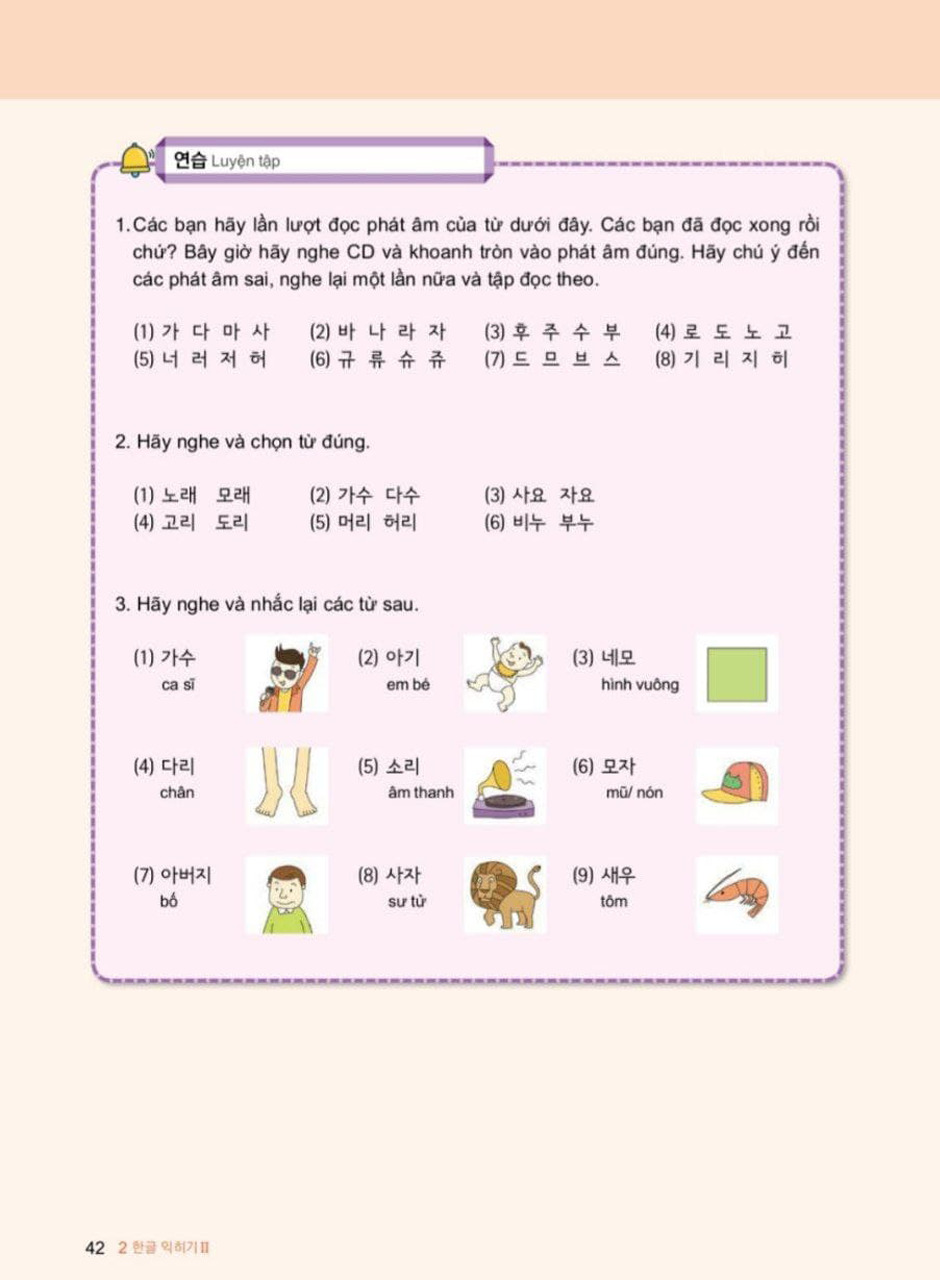 연습 Luyện tập
1. Các bạn hãy lần lượt đọc phát âm của từ dưới đây. Các bạn đã đọc xong rồi
chứ? Bây giờ hãy nghe CD và khoanh tròn vào phát âm đúng. Hãy chú ý đến
các phát âm sai, nghe lại một lần nữa và tập đọc theo.
(1) 가 다 마 사 (2) 바 나 라 자 (3) 후 주 수 부 (4) 로 도 노 고
(5) 너 러 저 허 (6) 규 류 슈 쥬 (7) 드 므 브 스 (8) 기 리 지 히
2. Hãy nghe và chọn từ đúng.
(1) 노래 모래 (2) 가수 다수 (3) 사요 자요
(4) 고리 도리 (5) 머리 허리 (6) 비누 부누
3. Hãy nghe và nhắc lại các từ sau.
(1) 가수 (2) 아기 (3) 네모
ca sĩ em bé hình vuông
(4) 다리 (5) 소리 (6) 모자
chân âm thanh mũ/ nón
(7) 아버지 (8) 사자 (9) 새우
bố sư tử tôm
42 2 한글 익히기 II